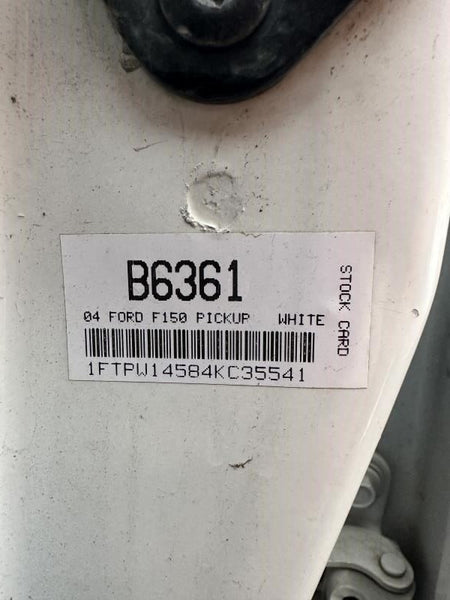 B6361
04 FORD F150 PICKUP WHITE
1FTPW14584KC35541
STOCK CARD